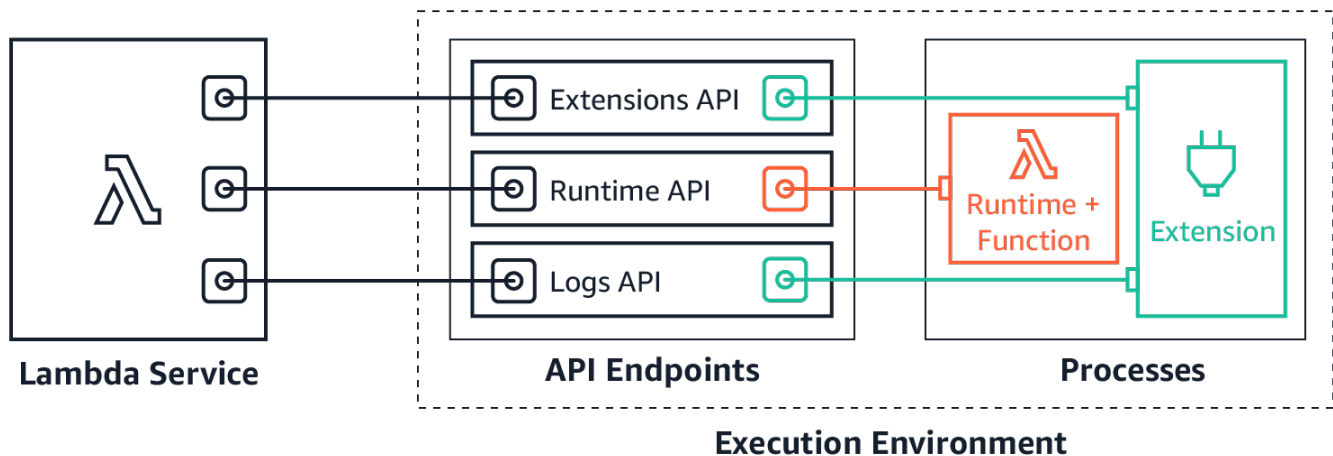 Extensions API
Runtime API
Logs API
Runtime +
Function
Extension
Lambda Service
API Endpoints
Processes
Execution Environment